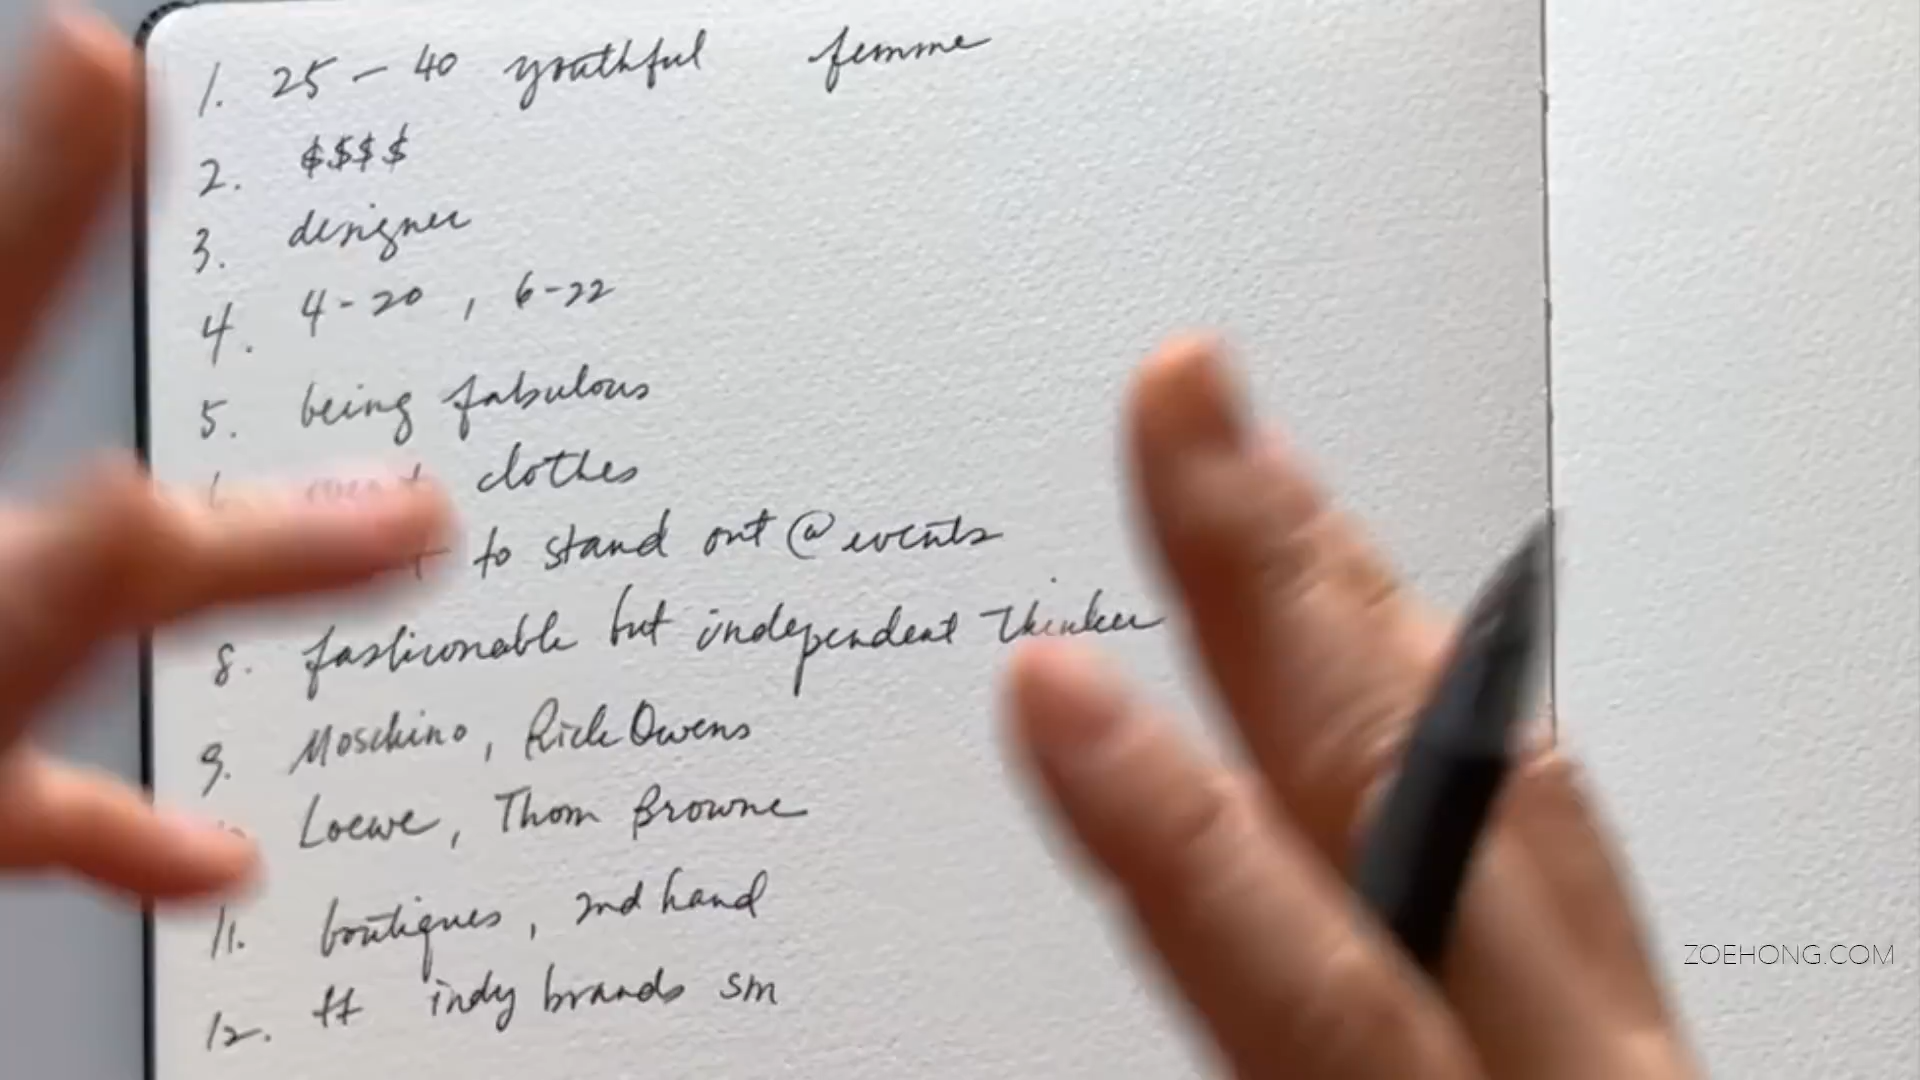 1. 25 - 40 youthful femme
2. $$$$
3. designer
4. 4-20 , 6-22
5. being fabulous
clothes
to stand out @ events
8. fashionable but independent thinker
9. Moschino, Rick Owens
Loewe, Thom Browne
11. boutiques, 2nd hand
12. # indy brands sm
ZOEHONG.COM